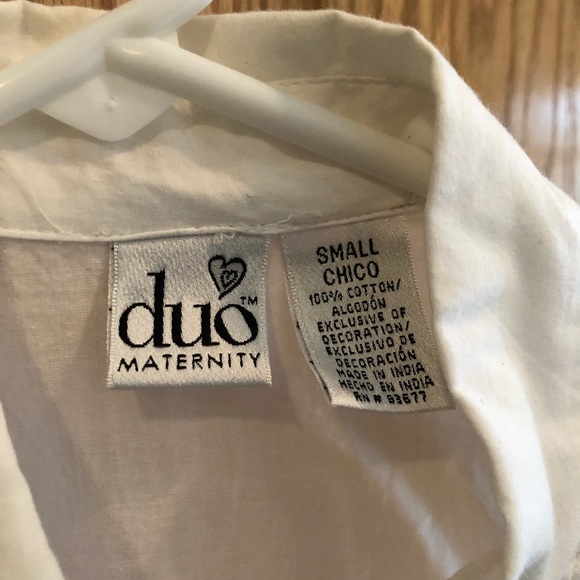 duo™
MATERNITY
SMALL
CHICO
100% COTTON/
ALGODÓN
EXCLUSIVE OF
DECORATION/
EXCLUSIVO DE
DECORACIÓN
MADE IN INDIA
HECHO EN INDIA
RN # 93677